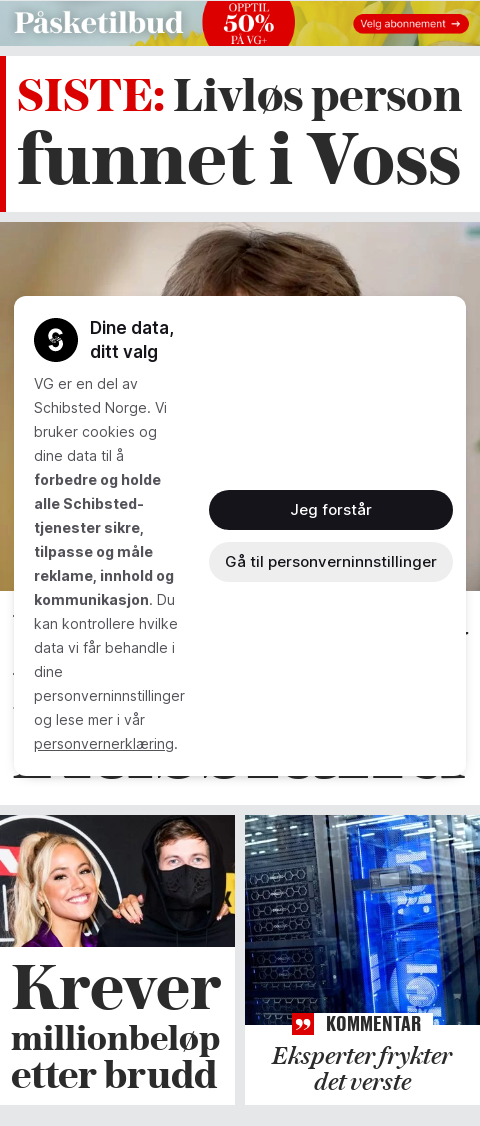 Påsketilbud
OPPTIL
50%
PÅ VG+
Velg abonnement →
SISTE: Livløs person
funnet i Voss
Dine data,
ditt valg
VG er en del av
Schibsted Norge. Vi
bruker cookies og
dine data til å
forbedre og holde
alle Schibsted-
tjenester sikre,
tilpasse og måle
reklame, innhold og
kommunikasjon. Du
kan kontrollere hvilke
data vi får behandle i
dine
personverninnstillinger
og lese mer i vår
personvernerklæring.
Jeg forstår
Gå til personverninnstillinger
Krever
millionbeløp
etter brudd
KOMMENTAR
Eksperter frykter
det verste